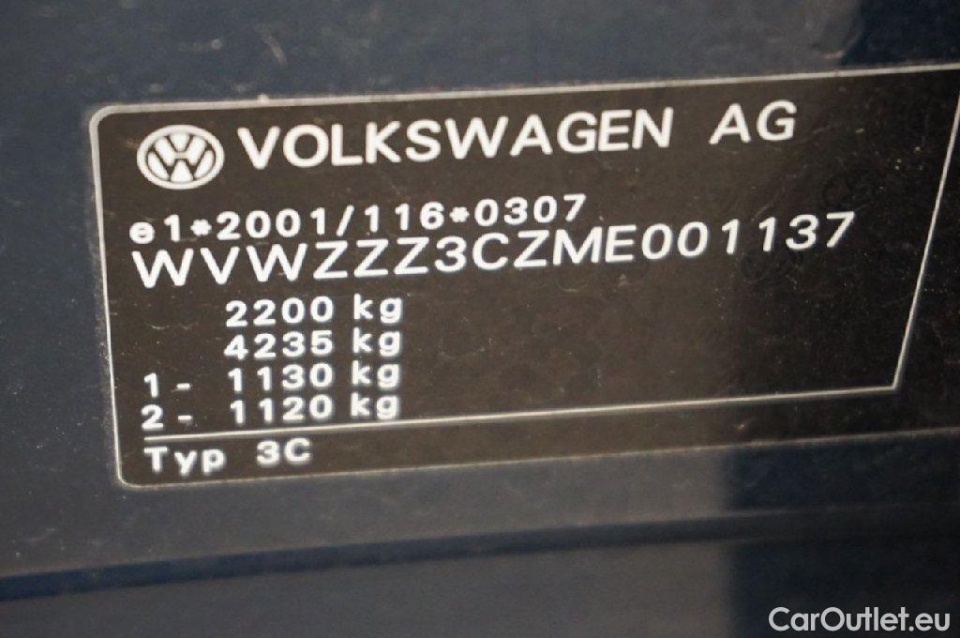 VOLKSWAGEN AG
e1*2001/116*0307
WVWZZZ3CZME001137
2200 kg
4235 kg
1 - 1130 kg
2 - 1120 kg
Typ 3C
CarOutlet.eu